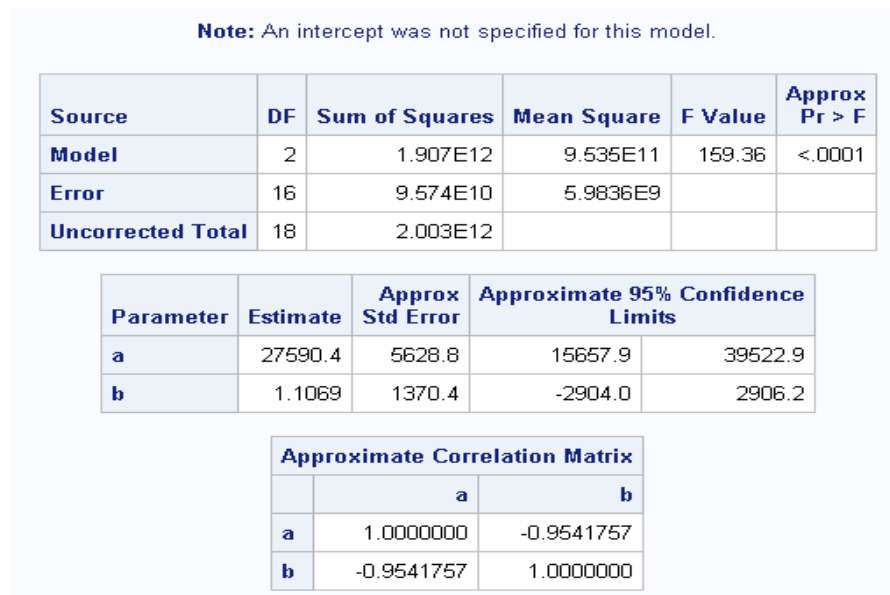 Note: An intercept was not specified for this model.
Source DF Sum of Squares Mean Square F Value Approx Pr > F
Model 2 1.907E12 9.535E11 159.36 <.0001
Error 16 9.574E10 5.9836E9
Uncorrected Total 18 2.003E12
Parameter Estimate Approx Std Error Approximate 95% Confidence Limits
a 27590.4 5628.8 15657.9 39522.9
b 1.1069 1370.4 -2904.0 2906.2
Approximate Correlation Matrix
a b
a 1.0000000 -0.9541757
b -0.9541757 1.0000000